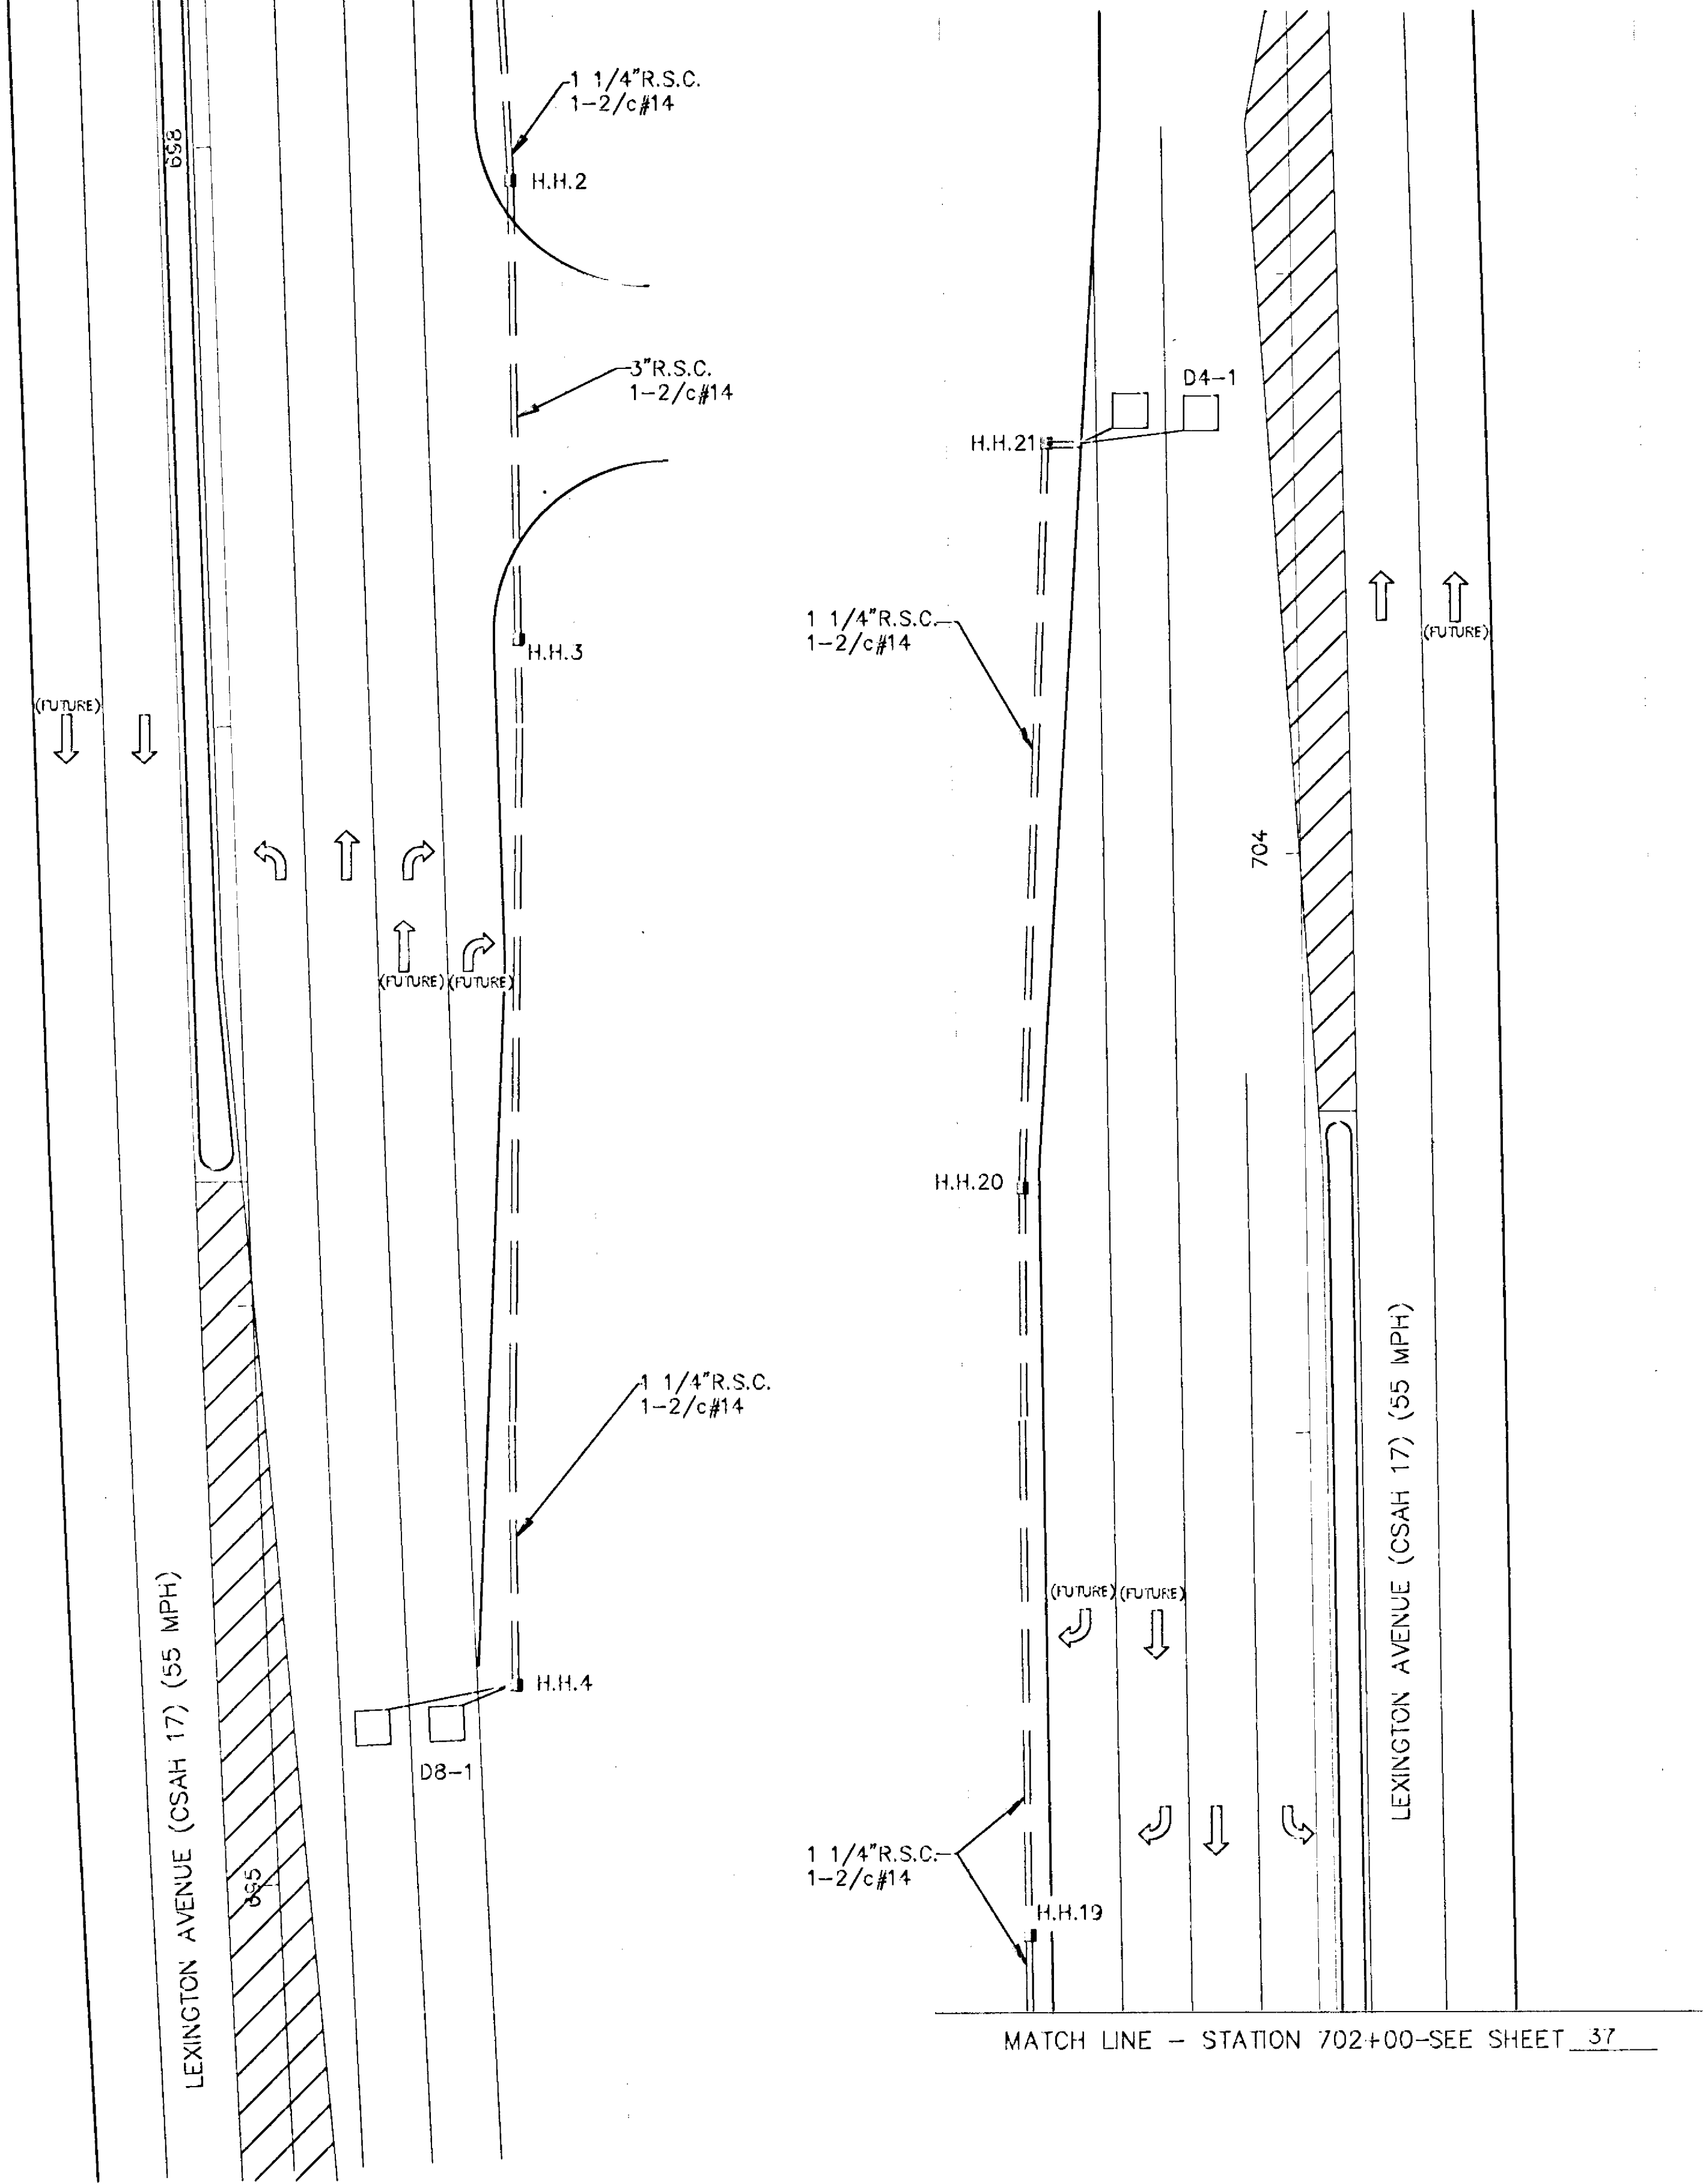 1 1/4"R.S.C.
1-2/c#14
698
H.H.2
3"R.S.C.
1-2/c#14
H.H.3
(FUTURE)
(FUTURE) (FUTURE)
1 1/4"R.S.C.
1-2/c#14
H.H.4
D8-1
LEXINGTON AVENUE (CSAH 17) (55 MPH)
695
D4-1
H.H.21
1 1/4"R.S.C.
1-2/c#14
(FUTURE)
704
H.H.20
LEXINGTON AVENUE (CSAH 17) (55 MPH)
(FUTURE) (FUTURE)
1 1/4"R.S.C.
1-2/c#14
H.H.19
MATCH LINE - STATION 702+00-SEE SHEET 37